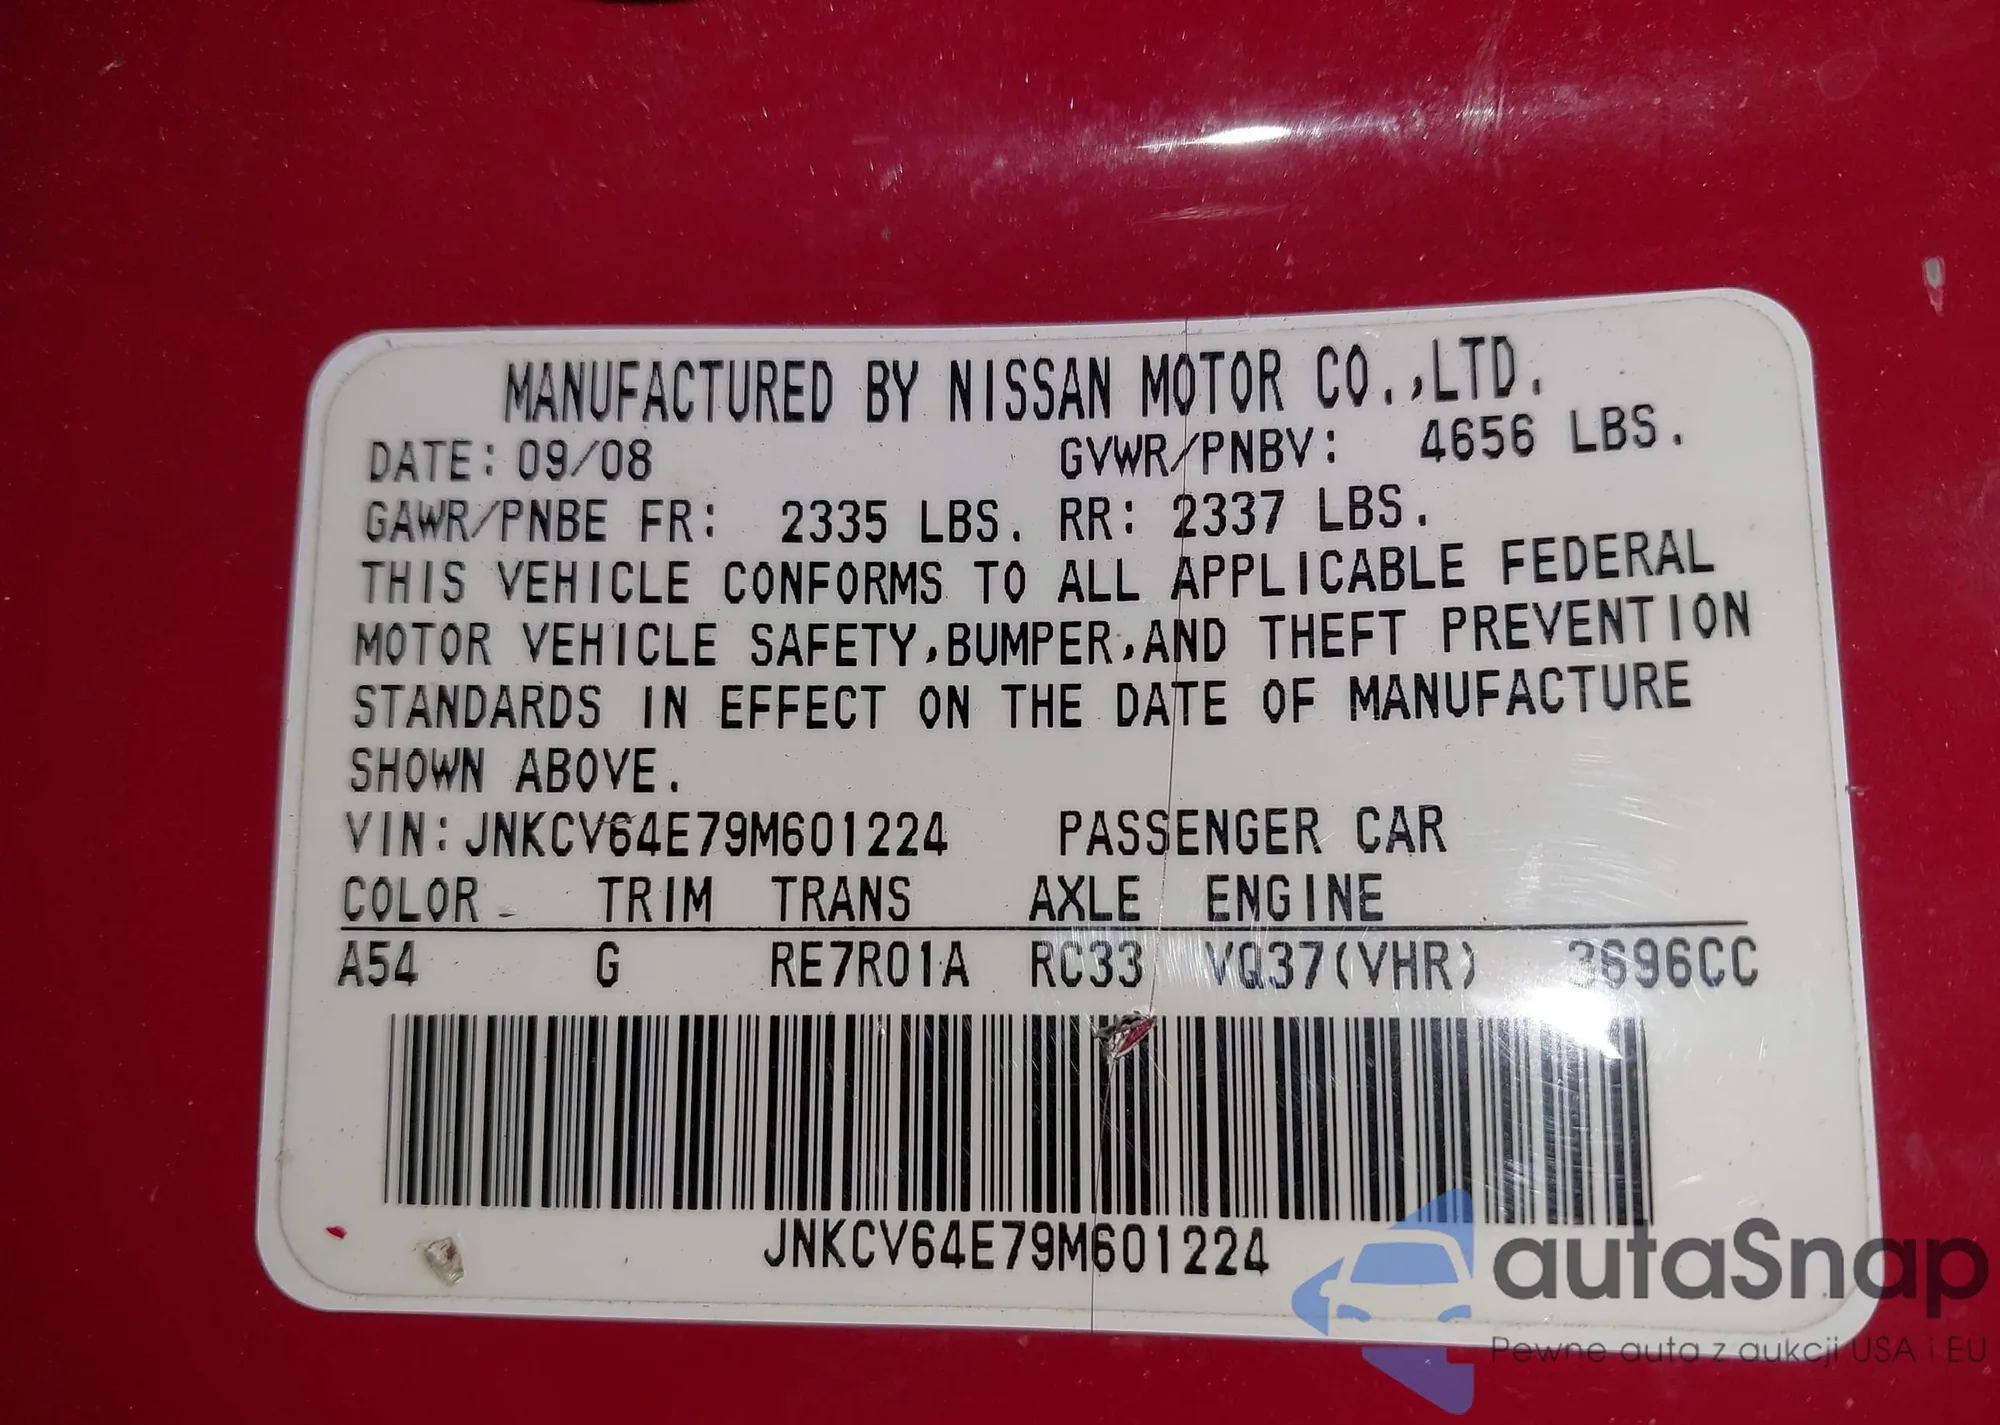 MANUFACTURED BY NISSAN MOTOR CO.,LTD.
DATE: 09/08 GVWR/PNBV: 4656 LBS.
GAWR/PNBE FR: 2335 LBS. RR: 2337 LBS.
THIS VEHICLE CONFORMS TO ALL APPLICABLE FEDERAL
MOTOR VEHICLE SAFETY,BUMPER,AND THEFT PREVENTION
STANDARDS IN EFFECT ON THE DATE OF MANUFACTURE
SHOWN ABOVE.
VIN:JNKCV64E79M601224 PASSENGER CAR
COLOR TRIM TRANS AXLE ENGINE
A54 G RE7R01A RC33 VQ37(VHR) 3696CC
JNKCV64E79M601224
autaSnap
Pewne auta z aukcji USA i EU